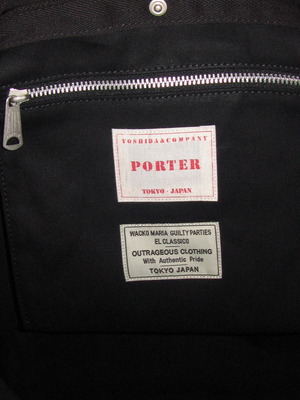 YOSHIDA & COMPANY
PORTER
TOKYO - JAPAN
WACKO MARIA GUILTY PARTIES
EL CLASSICO
OUTRAGEOUS CLOTHING
With Authentic Pride
TOKYO JAPAN